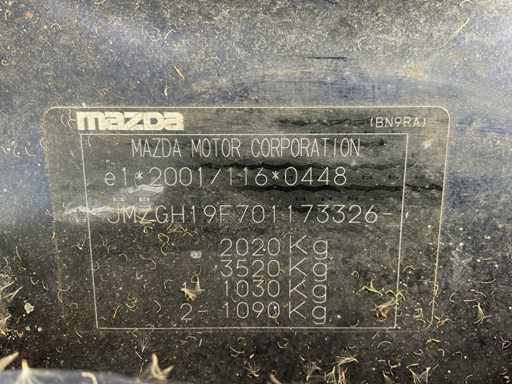 mazda
(BN9RA)
MAZDA MOTOR CORPORATION
e1*2001/116*0448
JMZGH19F701173326-
2020 Kg
3520 Kg
1030 Kg
2- 1090 Kg